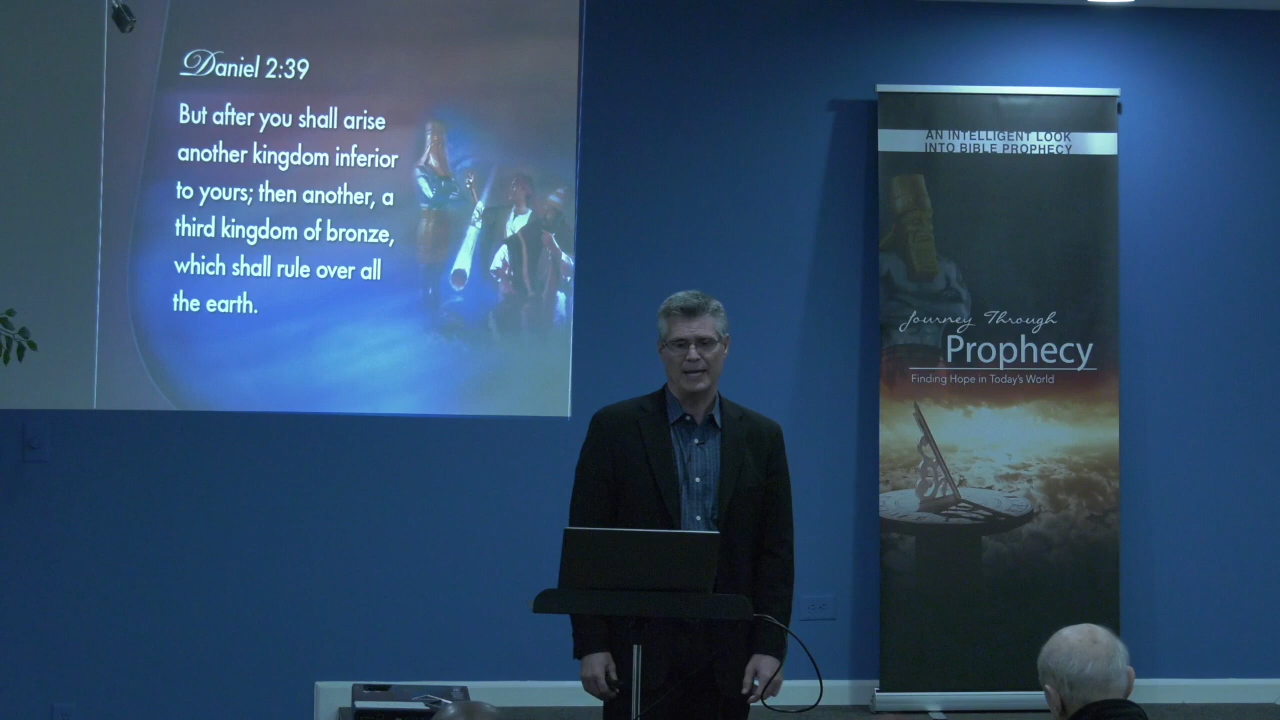 Daniel 2:39
But after you shall arise
another kingdom inferior
to yours; then another, a
third kingdom of bronze,
which shall rule over all
the earth.
AN INTELLIGENT LOOK
INTO BIBLE PROPHECY
Journey Through
Prophecy
Finding Hope in Today's World